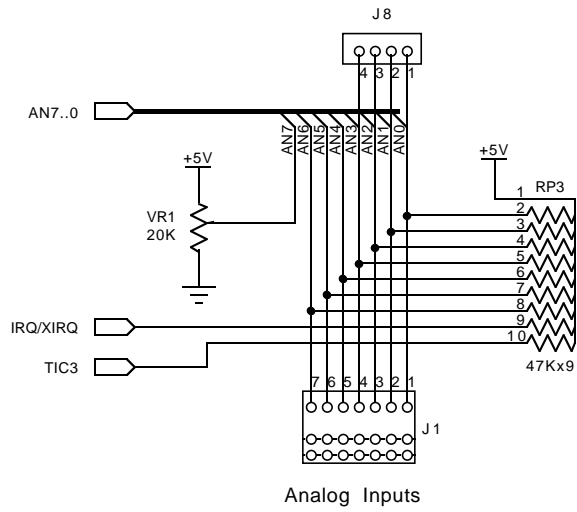 J8
4 3 2 1
AN7..0
AN7
AN6
AN5
AN4
AN3
AN2
AN1
AN0
+5V
VR1
20K
+5V
1 RP3
2
3
4
5
6
7
8
9
10
47Kx9
IRQ/XIRQ
TIC3
7 6 5 4 3 2 1
J1
Analog Inputs